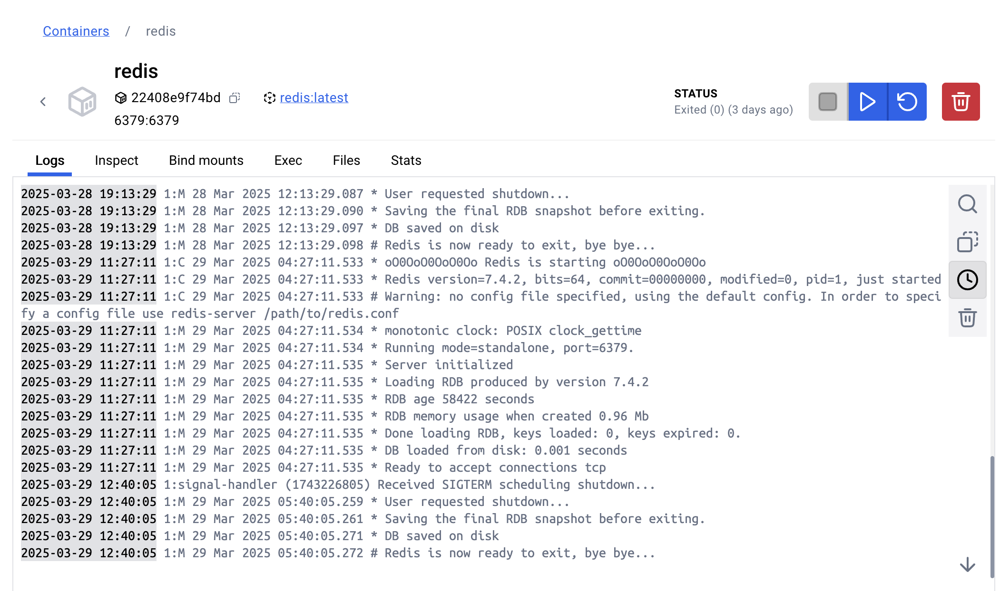 Containers / redis
redis
22408e9f74bd redis:latest
6379:6379
STATUS
Exited (0) (3 days ago)
Logs Inspect Bind mounts Exec Files Stats
2025-03-28 19:13:29 1:M 28 Mar 2025 12:13:29.087 * User requested shutdown...
2025-03-28 19:13:29 1:M 28 Mar 2025 12:13:29.090 * Saving the final RDB snapshot before exiting.
2025-03-28 19:13:29 1:M 28 Mar 2025 12:13:29.097 * DB saved on disk
2025-03-28 19:13:29 1:M 28 Mar 2025 12:13:29.098 # Redis is now ready to exit, bye bye...
2025-03-29 11:27:11 1:C 29 Mar 2025 04:27:11.533 * oO0OoO0OoO0Oo Redis is starting oO0OoO0OoO0Oo
2025-03-29 11:27:11 1:C 29 Mar 2025 04:27:11.533 * Redis version=7.4.2, bits=64, commit=00000000, modified=0, pid=1, just started
2025-03-29 11:27:11 1:C 29 Mar 2025 04:27:11.533 # Warning: no config file specified, using the default config. In order to speci
fy a config file use redis-server /path/to/redis.conf
2025-03-29 11:27:11 1:M 29 Mar 2025 04:27:11.534 * monotonic clock: POSIX clock_gettime
2025-03-29 11:27:11 1:M 29 Mar 2025 04:27:11.534 * Running mode=standalone, port=6379.
2025-03-29 11:27:11 1:M 29 Mar 2025 04:27:11.535 * Server initialized
2025-03-29 11:27:11 1:M 29 Mar 2025 04:27:11.535 * Loading RDB produced by version 7.4.2
2025-03-29 11:27:11 1:M 29 Mar 2025 04:27:11.535 * RDB age 58422 seconds
2025-03-29 11:27:11 1:M 29 Mar 2025 04:27:11.535 * RDB memory usage when created 0.96 Mb
2025-03-29 11:27:11 1:M 29 Mar 2025 04:27:11.535 * Done loading RDB, keys loaded: 0, keys expired: 0.
2025-03-29 11:27:11 1:M 29 Mar 2025 04:27:11.535 * DB loaded from disk: 0.001 seconds
2025-03-29 11:27:11 1:M 29 Mar 2025 04:27:11.535 * Ready to accept connections tcp
2025-03-29 12:40:05 1:signal-handler (1743226805) Received SIGTERM scheduling shutdown...
2025-03-29 12:40:05 1:M 29 Mar 2025 05:40:05.259 * User requested shutdown...
2025-03-29 12:40:05 1:M 29 Mar 2025 05:40:05.261 * Saving the final RDB snapshot before exiting.
2025-03-29 12:40:05 1:M 29 Mar 2025 05:40:05.271 * DB saved on disk
2025-03-29 12:40:05 1:M 29 Mar 2025 05:40:05.272 # Redis is now ready to exit, bye bye...